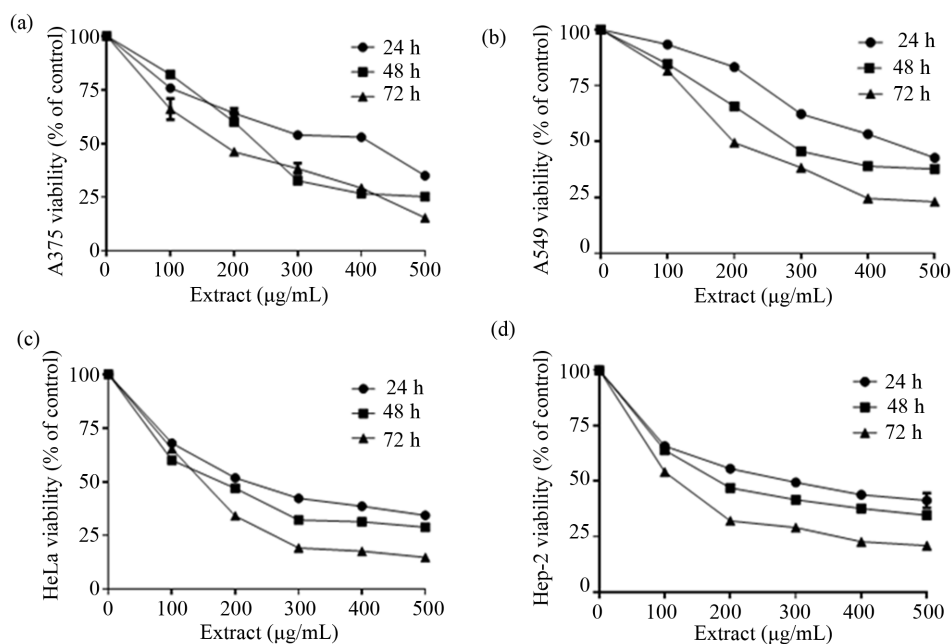 (a)
A375 viability (% of control)
100
75
50
25
0
0 100 200 300 400 500
Extract (μg/mL)
24 h
48 h
72 h
(b)
A549 viability (% of control)
100
75
50
25
0
0 100 200 300 400 500
Extract (μg/mL)
24 h
48 h
72 h
(c)
HeLa viability (% of control)
100
75
50
25
0
0 100 200 300 400 500
Extract (μg/mL)
24 h
48 h
72 h
(d)
Hep-2 viability (% of control)
100
75
50
25
0
0 100 200 300 400 500
Extract (μg/mL)
24 h
48 h
72 h